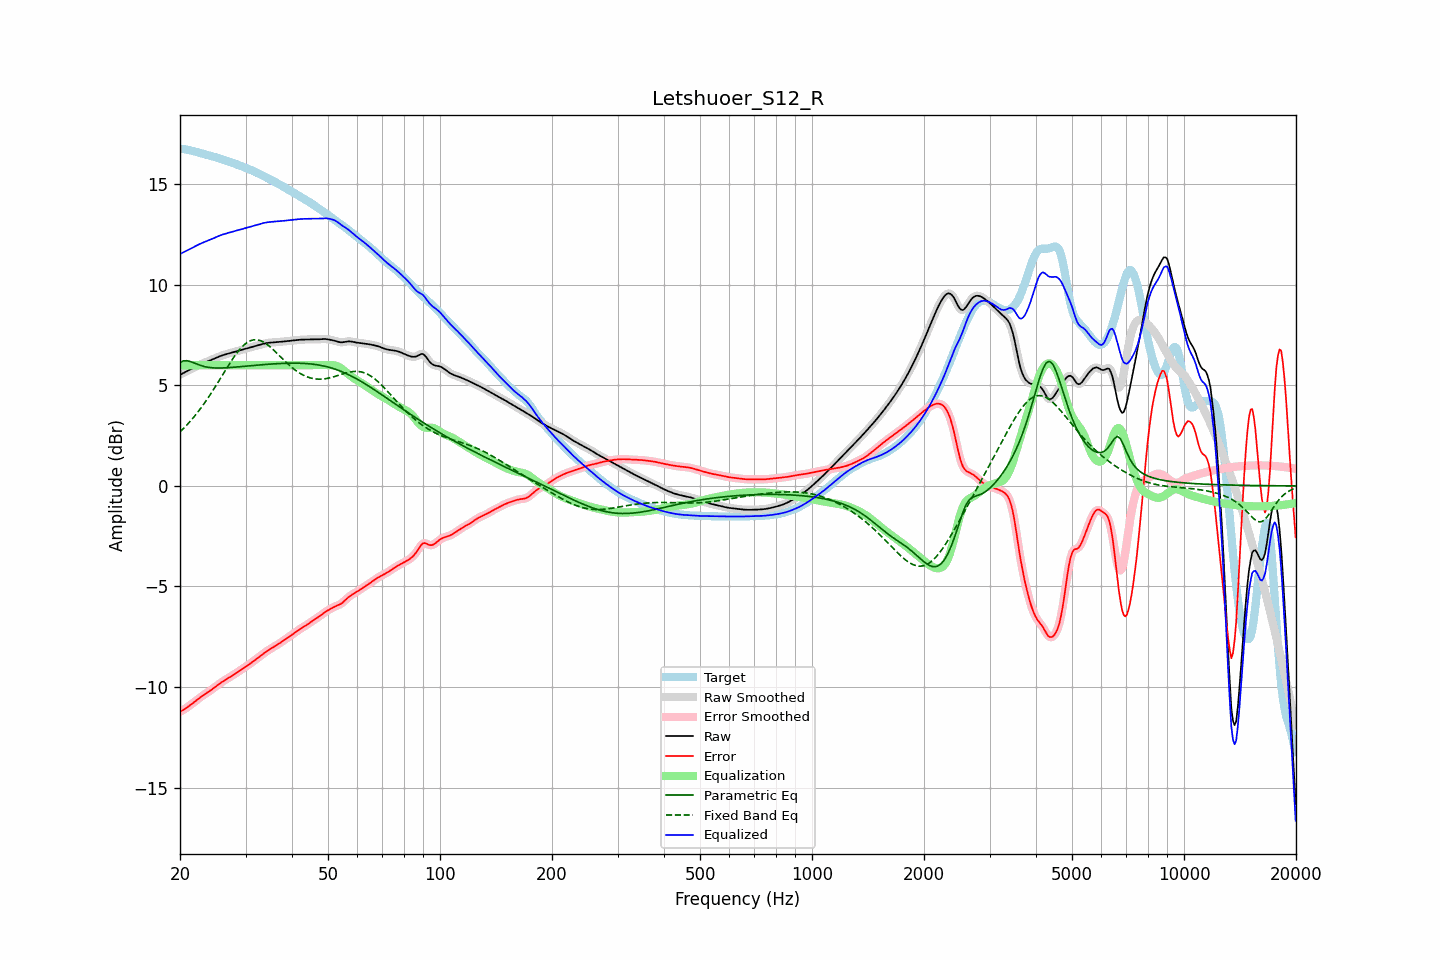 Letshuoer_S12_R
Amplitude (dBr)
15
10
5
0
−5
−10
−15
20
50
100
200
500
1000
2000
5000
10000
20000
Frequency (Hz)
Target
Raw Smoothed
Error Smoothed
Raw
Error
Equalization
Parametric Eq
Fixed Band Eq
Equalized